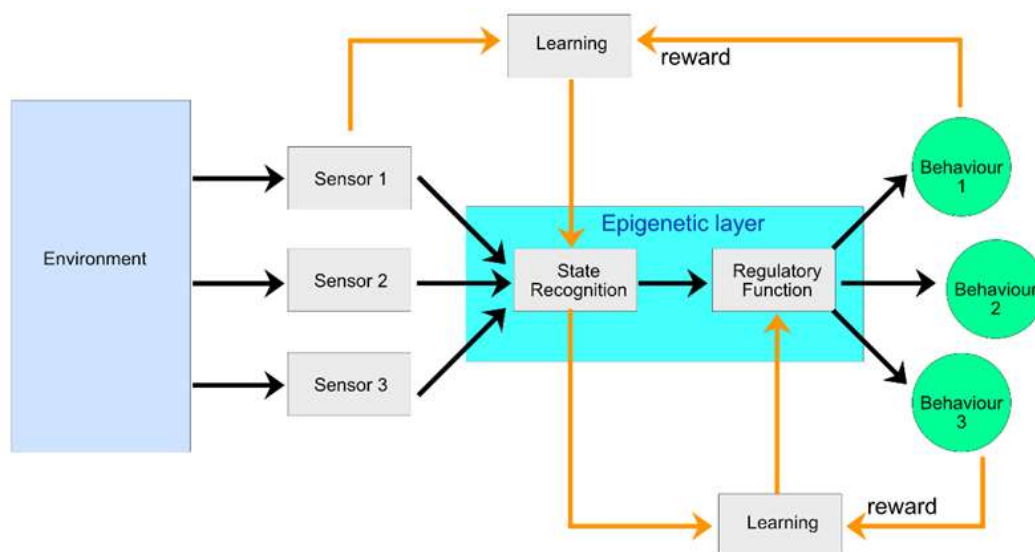 Learning
reward
Sensor 1
Behaviour
1
Epigenetic layer
Environment
Sensor 2
State
Recognition
Regulatory
Function
Behaviour
2
Sensor 3
Behaviour
3
reward
Learning